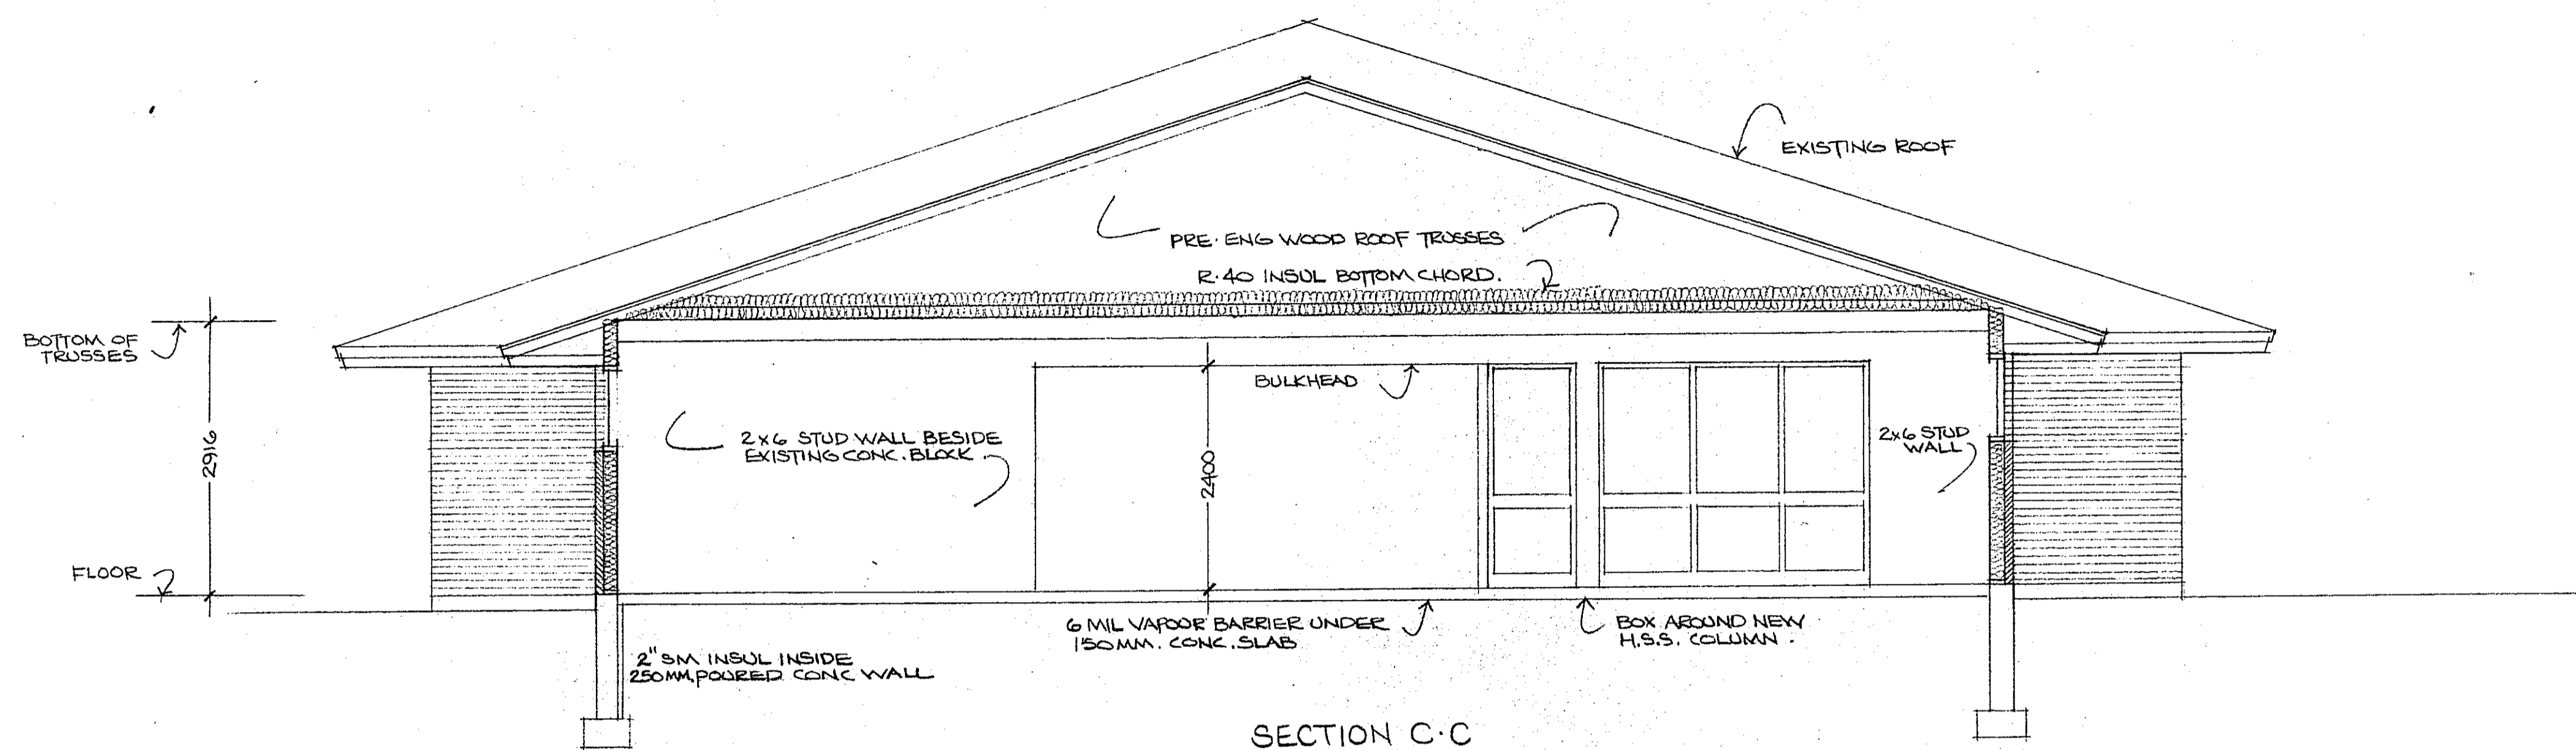 EXISTING ROOF
PRE·ENG WOOD ROOF TRUSSES
R·40 INSUL BOTTOM CHORD.
BOTTOM OF
TRUSSES
BULKHEAD
2916
2x6 STUD WALL BESIDE
EXISTING CONC. BLOCK.
2400
2x6 STUD
WALL
FLOOR
6 MIL VAPOUR BARRIER UNDER
150MM. CONC. SLAB
BOX AROUND NEW
H.S.S. COLUMN.
2" SM INSUL INSIDE
250MM. POURED CONC WALL
SECTION C·C